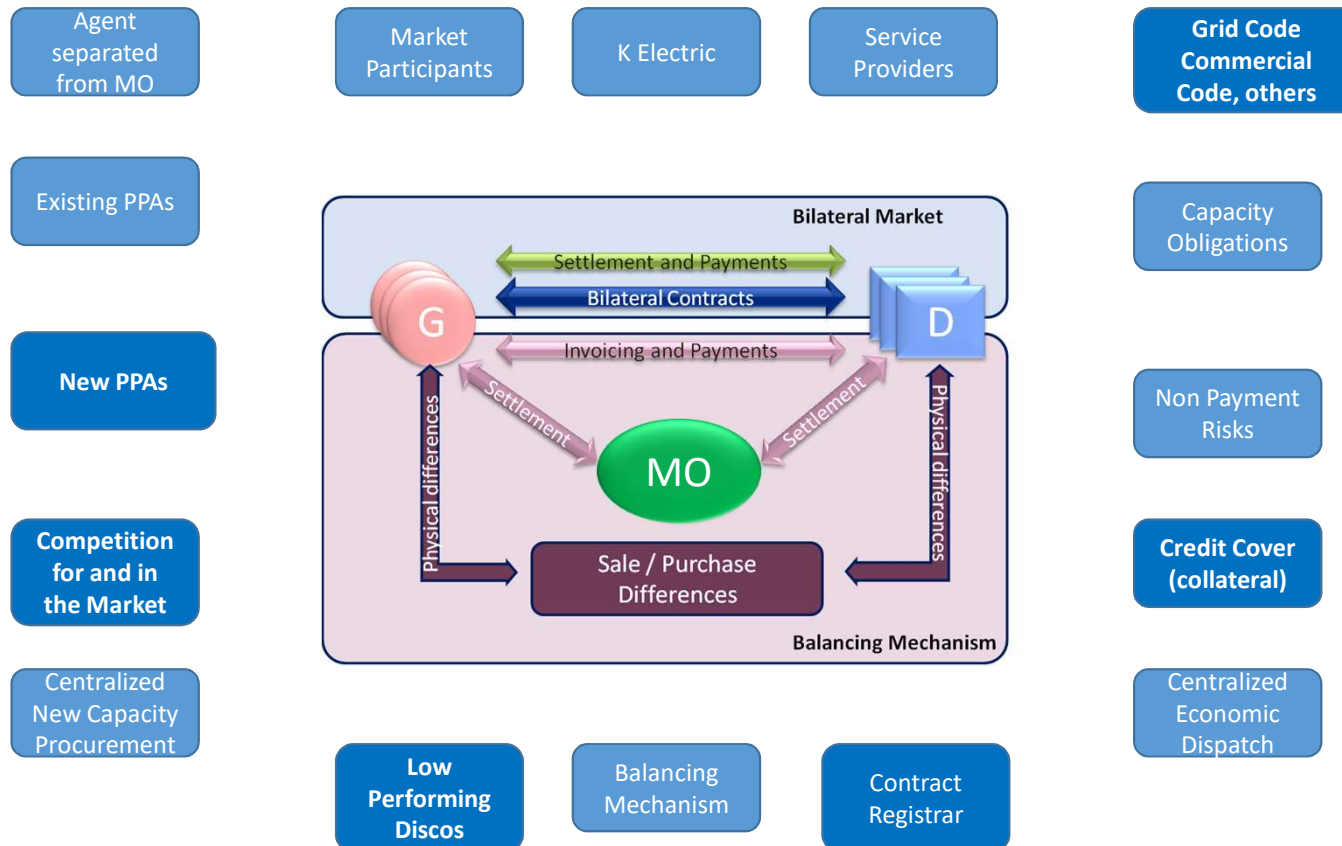 Agent
separated
from MO
Market
Participants
K Electric
Service
Providers
Grid Code
Commercial
Code, others
Existing PPAs
Capacity
Obligations
New PPAs
Non Payment
Risks
Competition
for and in
the Market
Credit Cover
(collateral)
Centralized
New Capacity
Procurement
Centralized
Economic
Dispatch
Low
Performing
Discos
Balancing
Mechanism
Contract
Registrar
Bilateral Market
Settlement and Payments
Bilateral Contracts
G
D
Invoicing and Payments
Settlement
Settlement
Physical differences
Physical differences
MO
Sale / Purchase
Differences
Balancing Mechanism